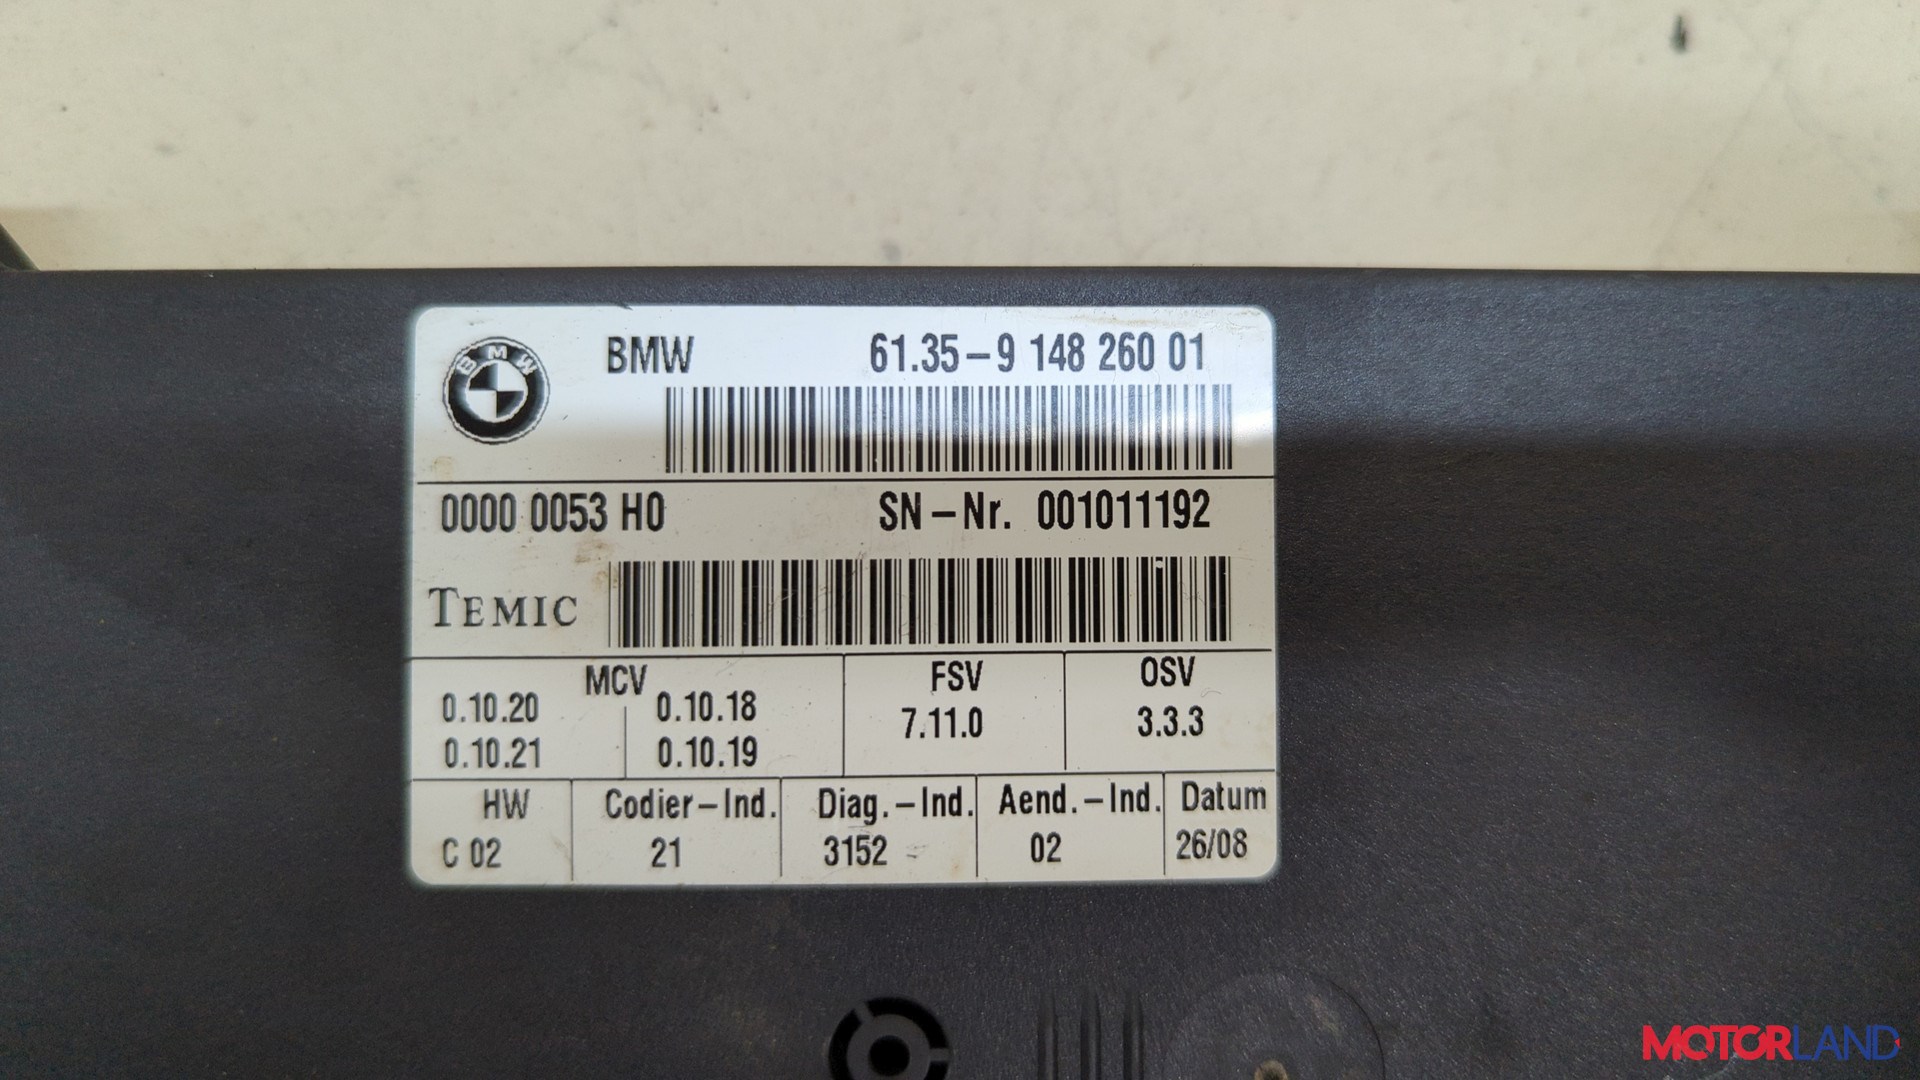 BMW
BMW 61.35-9 148 260 01
0000 0053 H0 SN-Nr. 001011192
TEMIC
MCV FSV OSV
0.10.20 0.10.18 7.11.0 3.3.3
0.10.21 0.10.19
HW Codier-Ind. Diag.-Ind. Aend.-Ind. Datum
C 02 21 3152 02 26/08
MOTORLAND